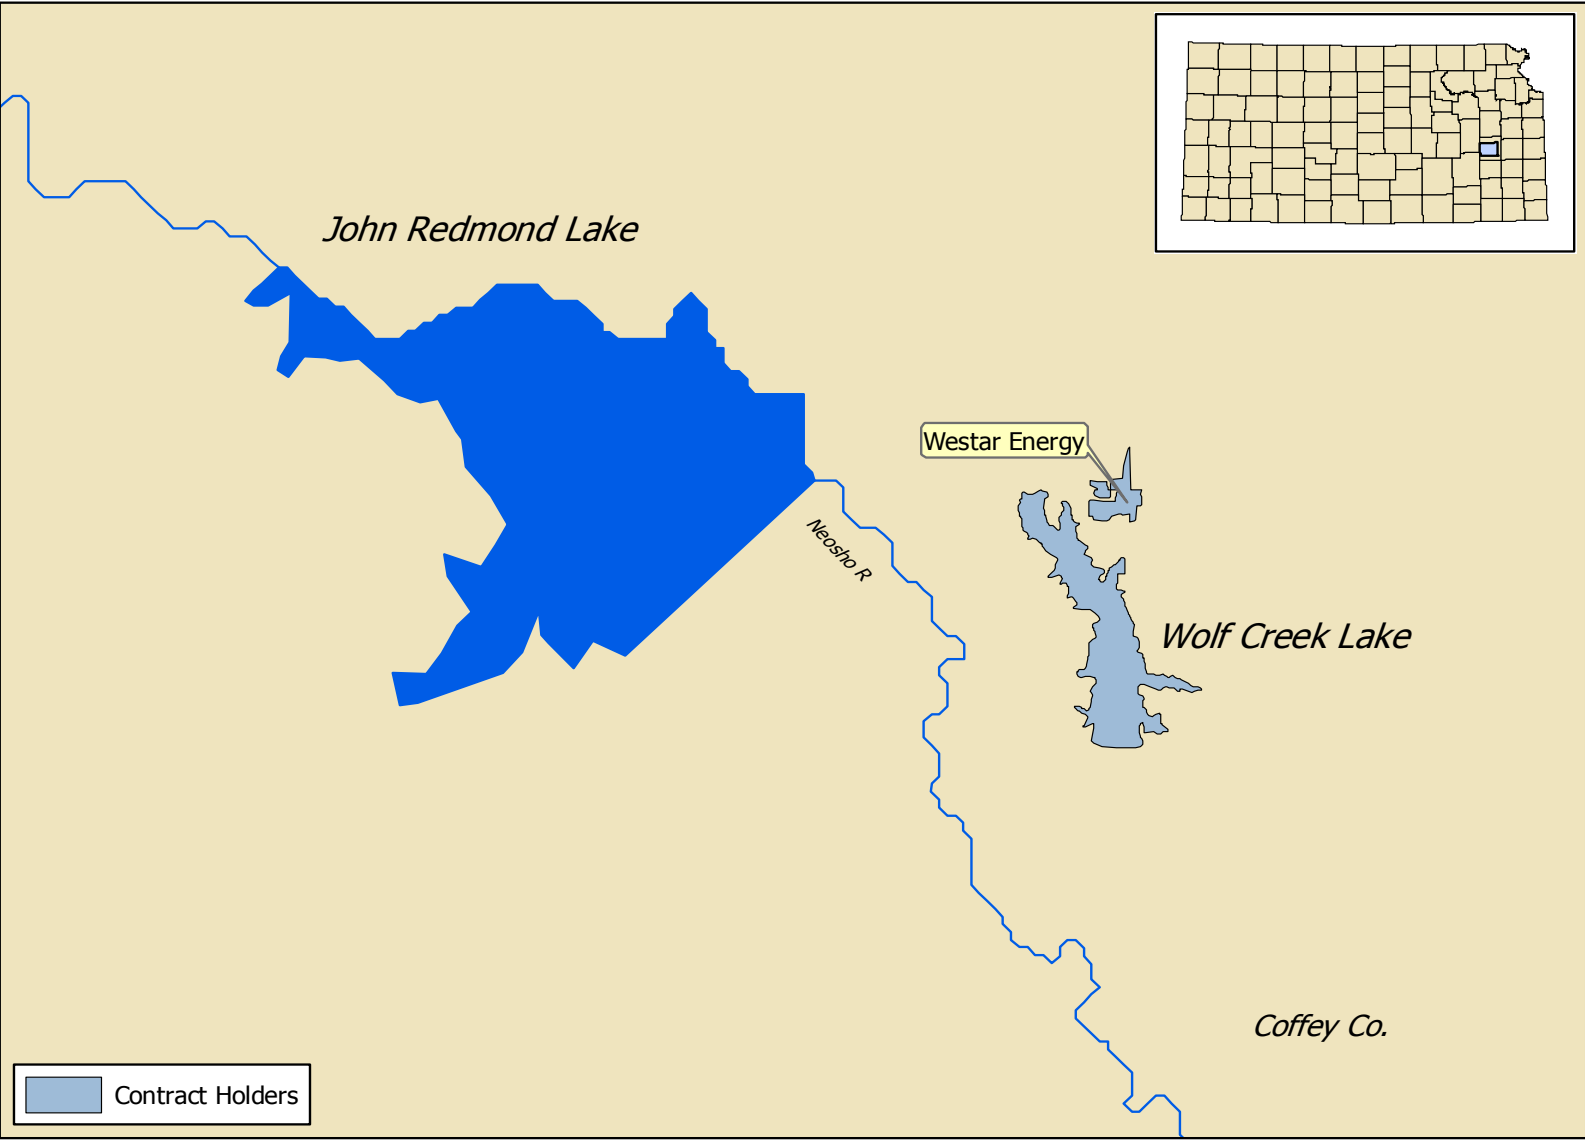 John Redmond Lake
Westar Energy
Neosho R
Wolf Creek Lake
Coffey Co.
Contract Holders